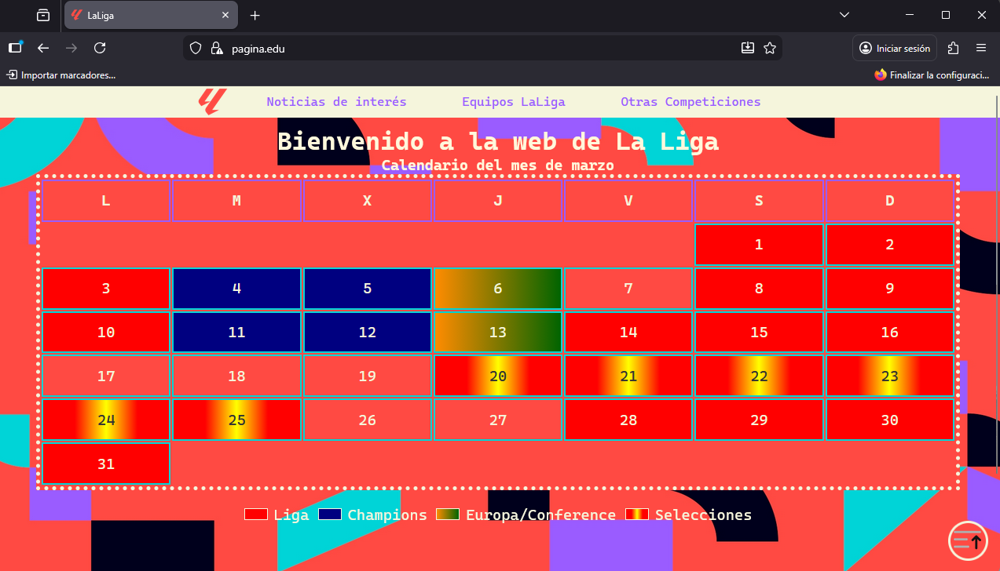 LaLiga
pagina.edu
Iniciar sesión
Importar marcadores...
Finalizar la configuraci...
Noticias de interés Equipos LaLiga Otras Competiciones
Bienvenido a la web de La Liga
Calendario del mes de marzo
L M X J V S D
1 2
3 4 5 6 7 8 9
10 11 12 13 14 15 16
17 18 19 20 21 22 23
24 25 26 27 28 29 30
31
Liga Champions Europa/Conference Selecciones